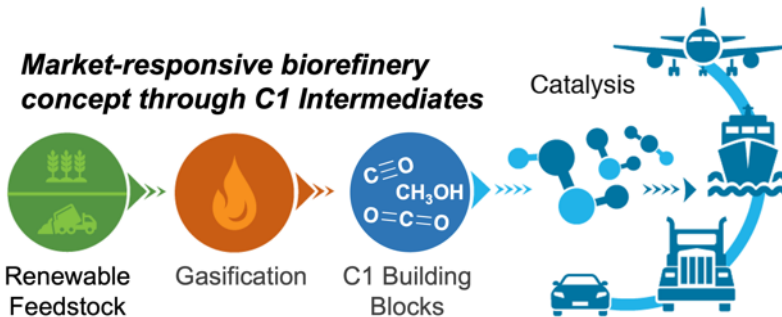 Market-responsive biorefinery
concept through C1 Intermediates
Catalysis
C≡O
CH₃OH
O=C=O
Renewable
Feedstock
Gasification
C1 Building
Blocks